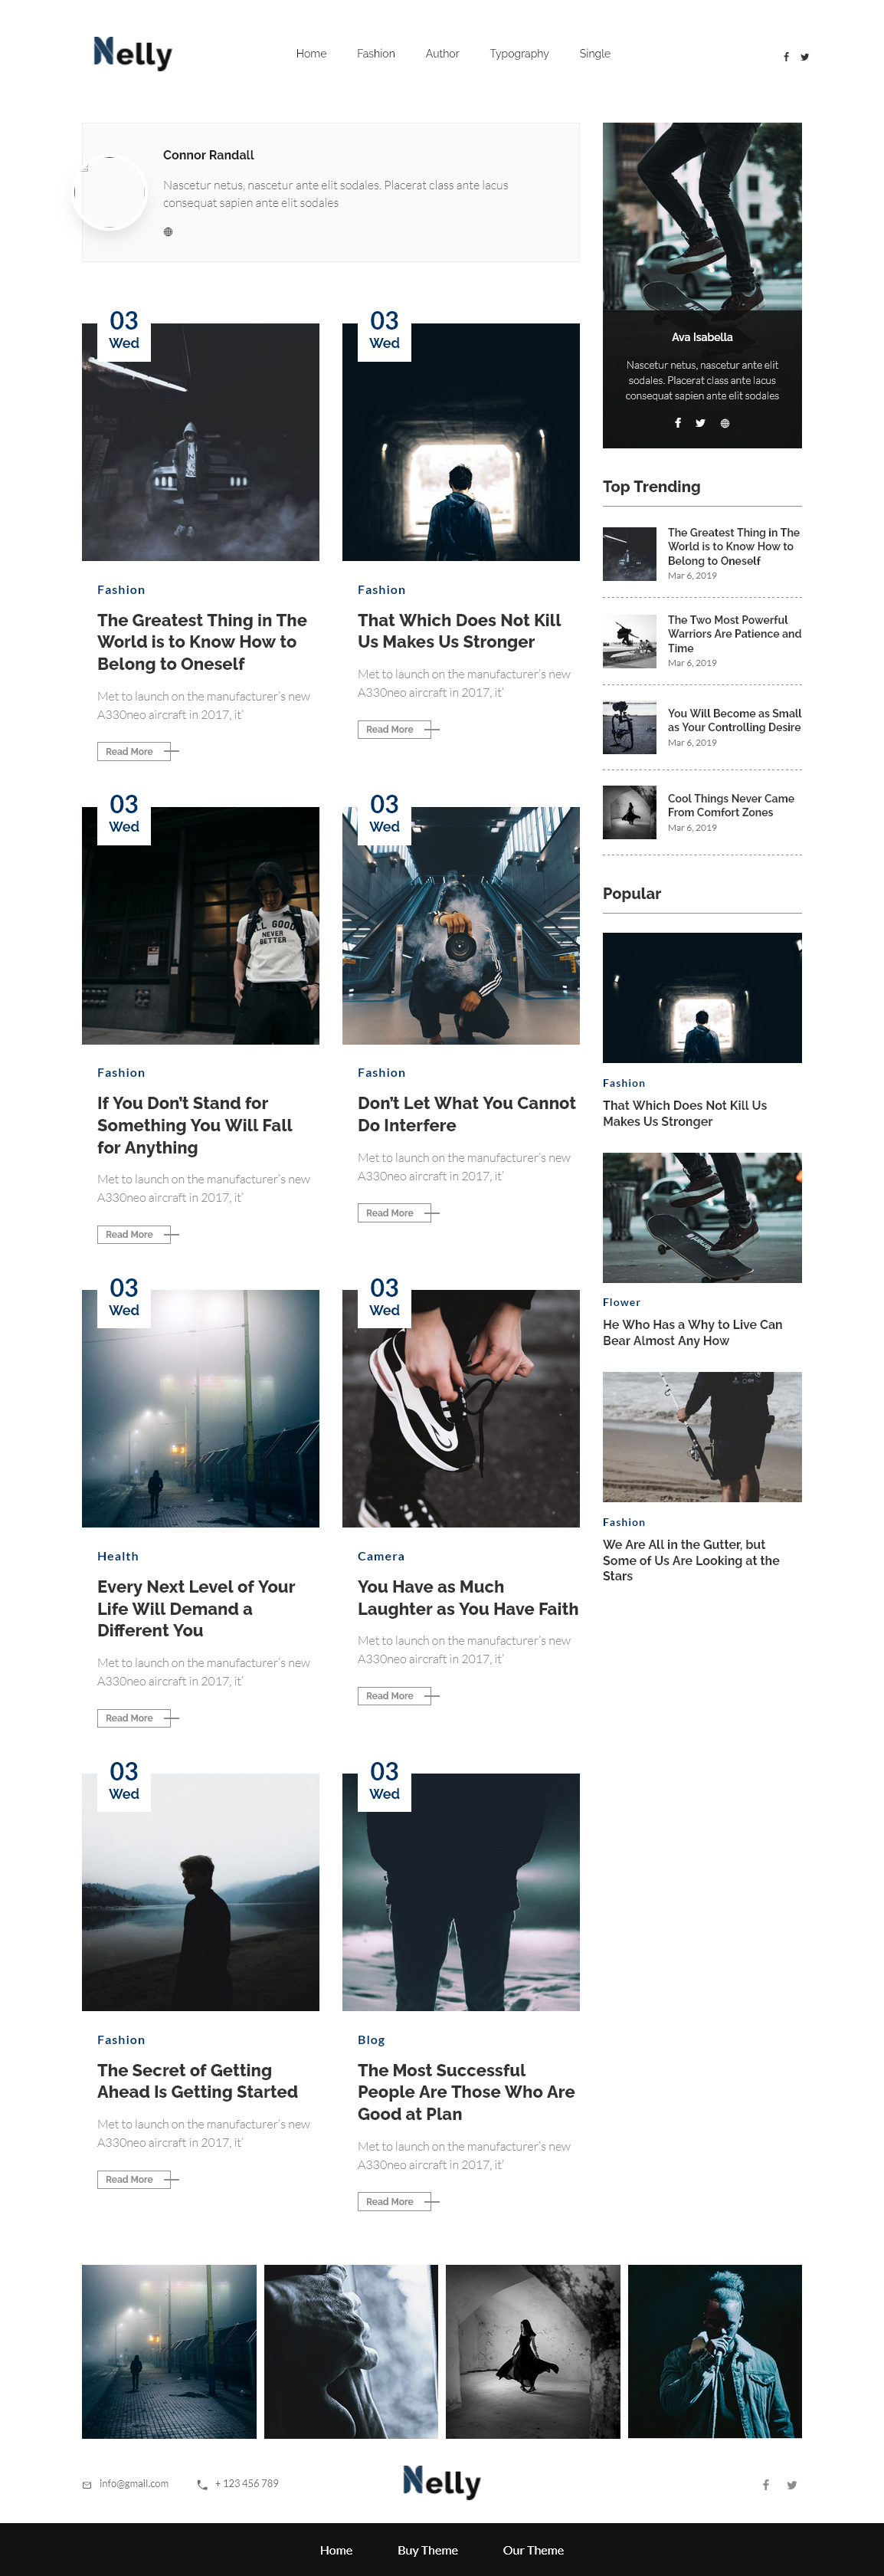 Nelly
Home Fashion Author Typography Single
Connor Randall
Nascetur netus, nascetur ante elit sodales. Placerat class ante lacus
consequat sapien ante elit sodales
03
Wed
Fashion
The Greatest Thing in The
World is to Know How to
Belong to Oneself
Met to launch on the manufacturer's new
A330neo aircraft in 2017, it'
Read More
03
Wed
Fashion
That Which Does Not Kill
Us Makes Us Stronger
Met to launch on the manufacturer's new
A330neo aircraft in 2017, it'
Read More
03
Wed
ALL GOOD
NEVER
BETTER
Fashion
If You Don't Stand for
Something You Will Fall
for Anything
Met to launch on the manufacturer's new
A330neo aircraft in 2017, it'
Read More
03
Wed
Fashion
Don't Let What You Cannot
Do Interfere
Met to launch on the manufacturer's new
A330neo aircraft in 2017, it'
Read More
03
Wed
Health
Every Next Level of Your
Life Will Demand a
Different You
Met to launch on the manufacturer's new
A330neo aircraft in 2017, it'
Read More
03
Wed
Camera
You Have as Much
Laughter as You Have Faith
Met to launch on the manufacturer's new
A330neo aircraft in 2017, it'
Read More
03
Wed
Fashion
The Secret of Getting
Ahead Is Getting Started
Met to launch on the manufacturer's new
A330neo aircraft in 2017, it'
Read More
03
Wed
Blog
The Most Successful
People Are Those Who Are
Good at Plan
Met to launch on the manufacturer's new
A330neo aircraft in 2017, it'
Read More
Ava Isabella
Nascetur netus, nascetur ante elit
sodales. Placerat class ante lacus
consequat sapien ante elit sodales
Top Trending
The Greatest Thing in The
World is to Know How to
Belong to Oneself
Mar 6, 2019
The Two Most Powerful
Warriors Are Patience and
Time
Mar 6, 2019
You Will Become as Small
as Your Controlling Desire
Mar 6, 2019
Cool Things Never Came
From Comfort Zones
Mar 6, 2019
Popular
Fashion
That Which Does Not Kill Us
Makes Us Stronger
Flower
He Who Has a Why to Live Can
Bear Almost Any How
Fashion
We Are All in the Gutter, but
Some of Us Are Looking at the
Stars
info@gmail.com + 123 456 789
Nelly
Home Buy Theme Our Theme